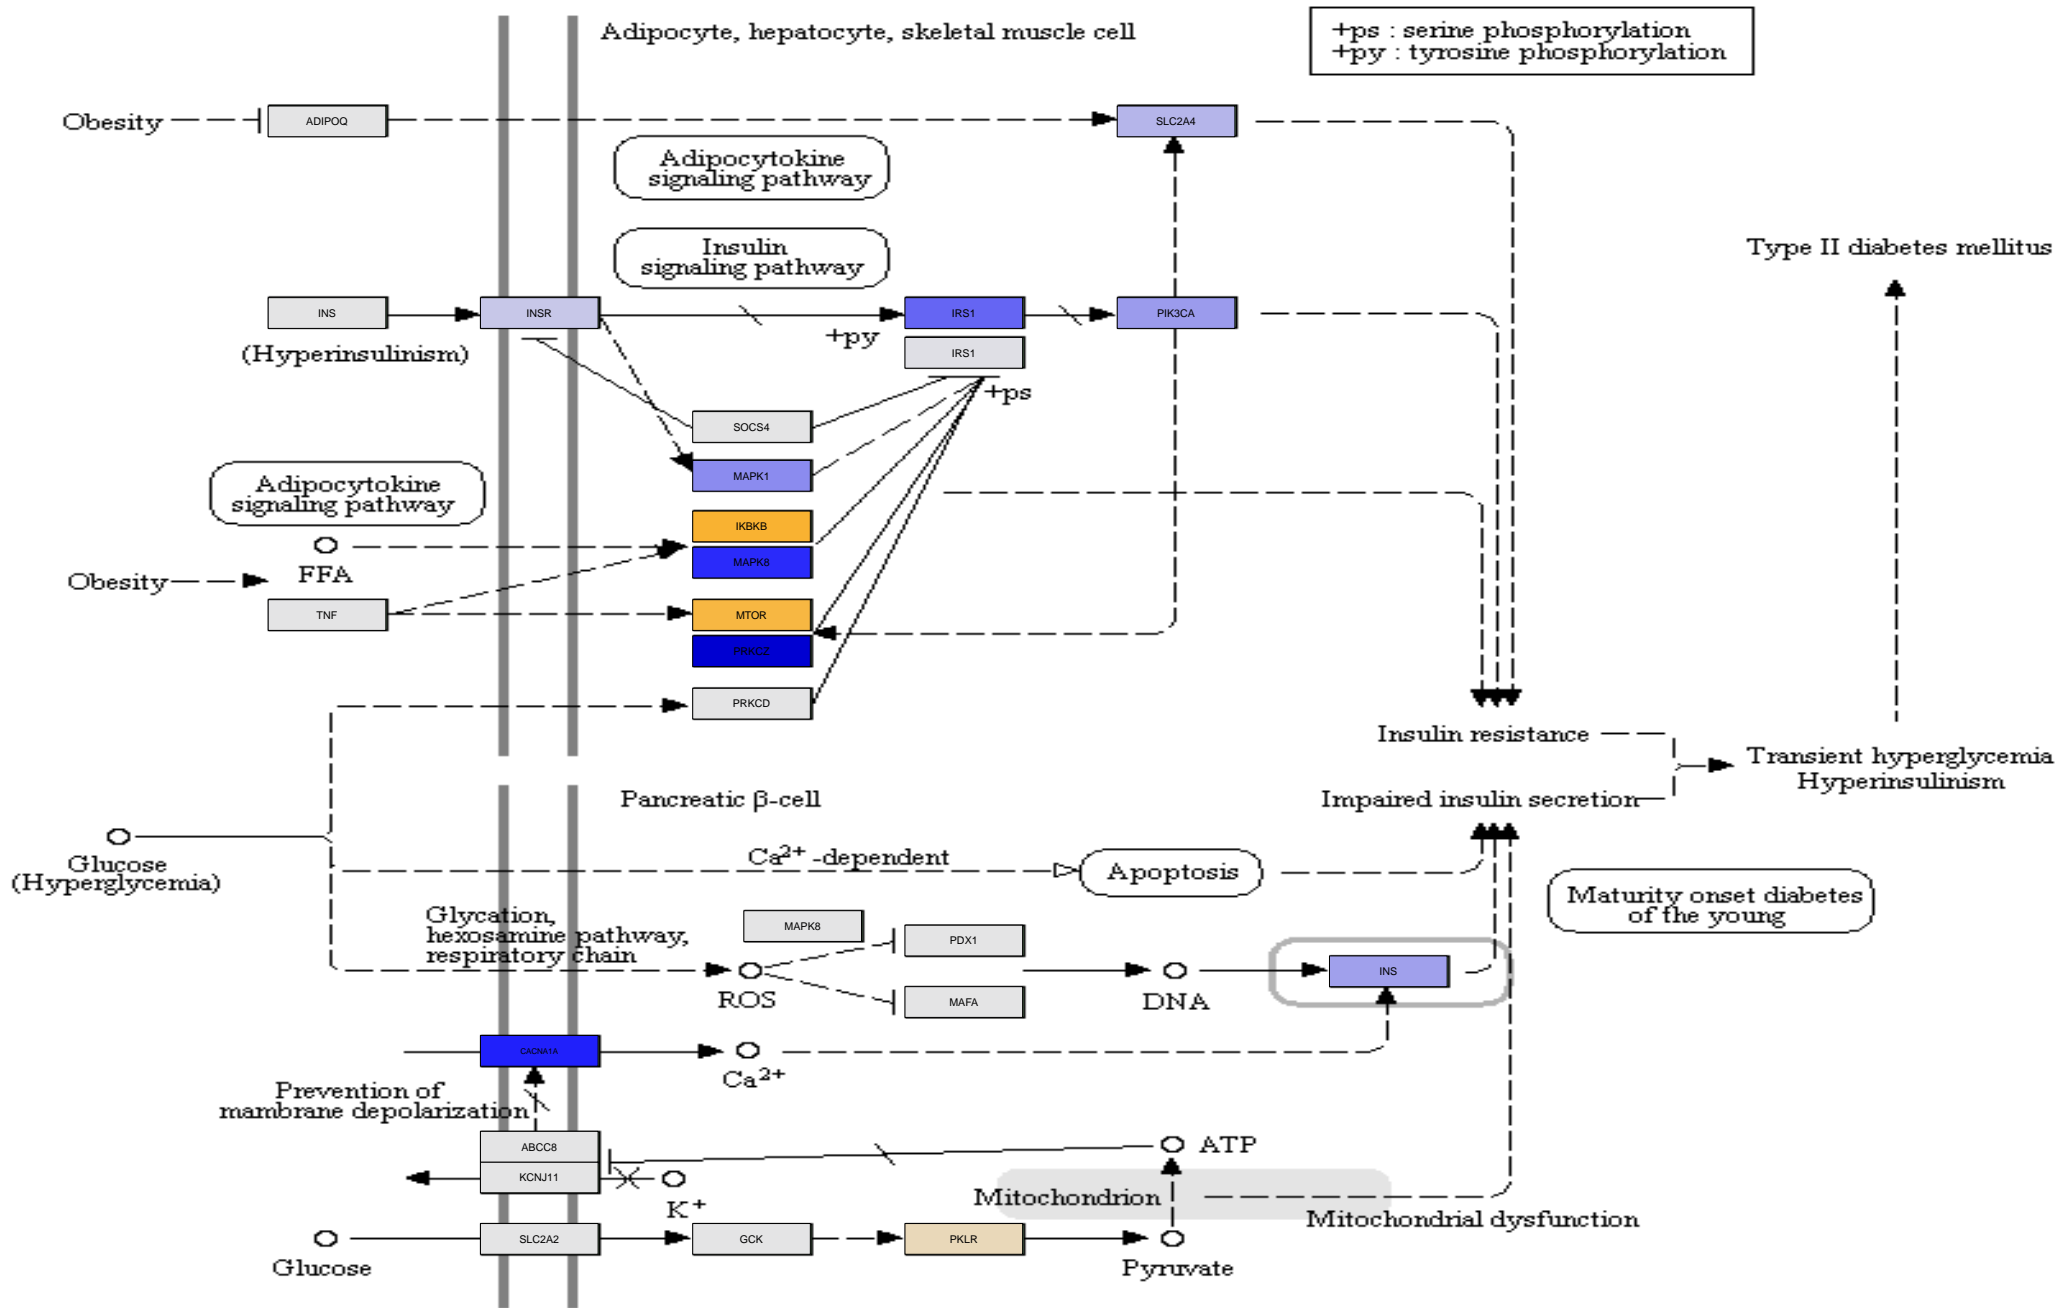 Adipocyte, hepatocyte, skeletal muscle cell
+ps : serine phosphorylation
+py : tyrosine phosphorylation
Obesity
ADIPOQ
SLC2A4
Adipocytokine
signaling pathway
Insulin
signaling pathway
Type II diabetes mellitus
INS
INSR
IRS1
PIK3CA
+py
(Hyperinsulinism)
IRS1
+ps
SOCS4
MAPK1
Adipocytokine
signaling pathway
IKBKB
FFA
MAPK8
Obesity
TNF
MTOR
PRKCZ
PRKCD
Insulin resistance
Transient hyperglycemia
Hyperinsulinism
Pancreatic β-cell
Impaired insulin secretion
Glucose
(Hyperglycemia)
Ca2+ -dependent
Apoptosis
Maturity onset diabetes
of the young
Glycation,
hexosamine pathway,
respiratory chain
MAPK8
PDX1
ROS
MAFA
DNA
INS
CACNA1A
Ca2+
Prevention of
mambrane depolarization
ABCC8
KCNJ11
ATP
K+
Mitochondrion
Mitochondrial dysfunction
SLC2A2
GCK
PKLR
Glucose
Pyruvate